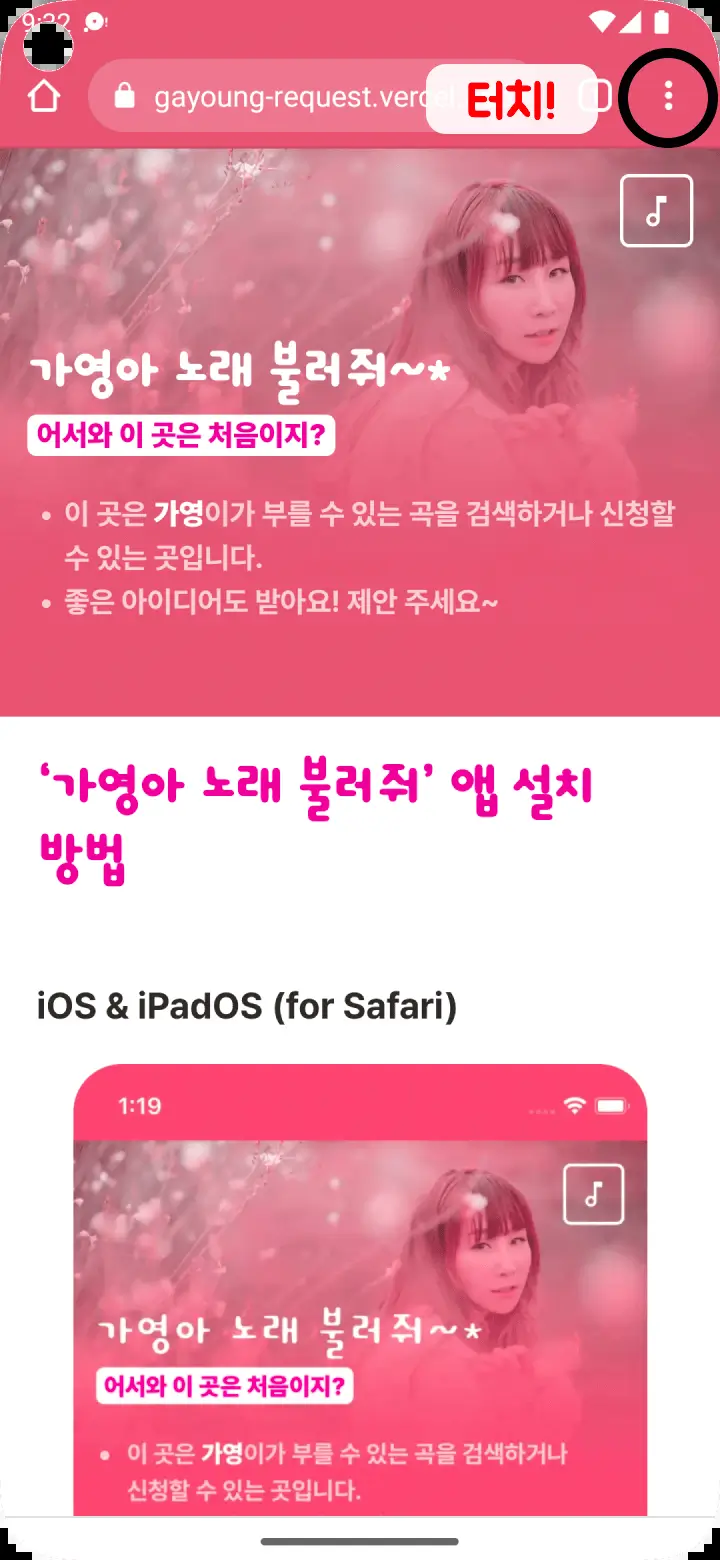 9:22
gayoung-request.ver
터치!
가영아 노래 불러줘~*
어서와 이 곳은 처음이지?
• 이 곳은 가영이가 부를 수 있는 곡을 검색하거나 신청할
수 있는 곳입니다.
• 좋은 아이디어도 받아요! 제안 주세요~
‘가영아 노래 불러줘’ 앱 설치
방법
iOS & iPadOS (for Safari)
1:19
가영아 노래 불러줘~*
어서와 이 곳은 처음이지?
• 이 곳은 가영이가 부를 수 있는 곡을 검색하거나
신청할 수 있는 곳입니다.